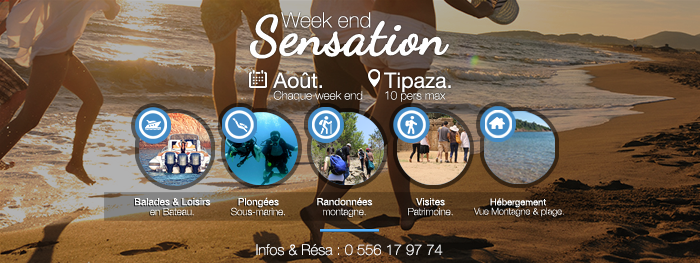 Week end
Sensation
Août.
Chaque week end
Tipaza.
10 pers max
Balades & Loisirs
en Bateau.
Plongées
Sous-marine.
Randonnées
montagne.
Visites
Patrimoine.
Hébergement
Vue Montagne & plage.
Infos & Résa : 0 556 17 97 74